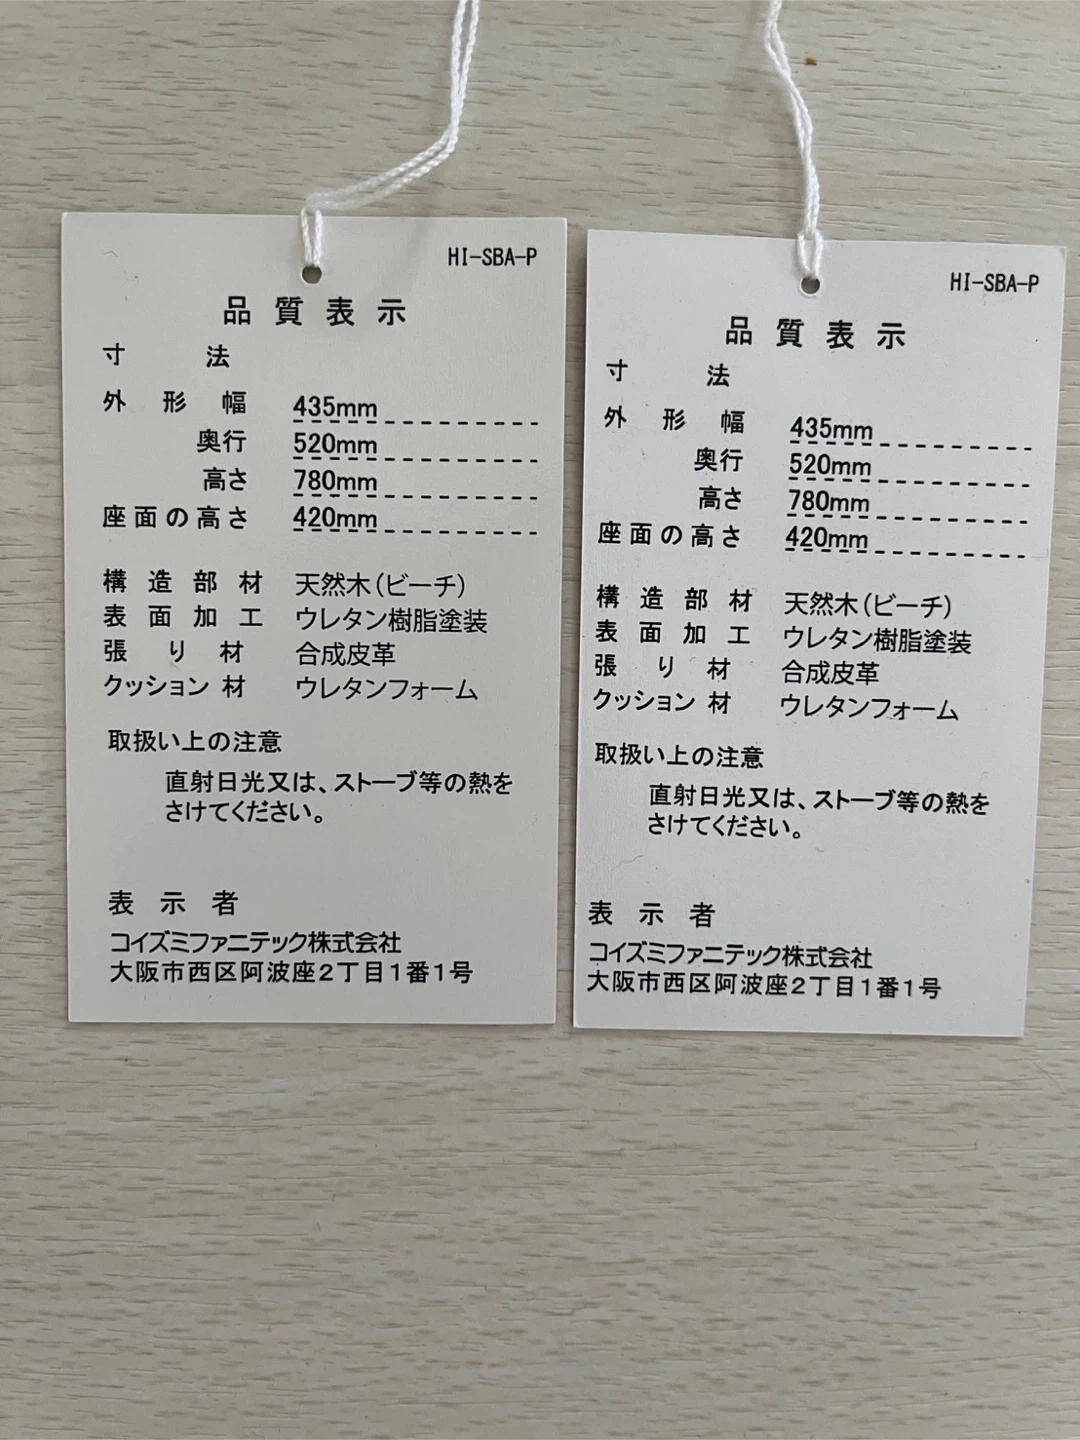 HI-SBA-P
品質表示
寸法
外形幅 435mm
奥行 520mm
高さ 780mm
座面の高さ 420mm
構造部材 天然木(ビーチ)
表面加工 ウレタン樹脂塗装
張り材 合成皮革
クッション材 ウレタンフォーム
取扱い上の注意
直射日光又は、ストーブ等の熱を
さけてください。
表示者
コイズミファニテック株式会社
大阪市西区阿波座2丁目1番1号
HI-SBA-P
品質表示
寸法
外形幅 435mm
奥行 520mm
高さ 780mm
座面の高さ 420mm
構造部材 天然木(ビーチ)
表面加工 ウレタン樹脂塗装
張り材 合成皮革
クッション材 ウレタンフォーム
取扱い上の注意
直射日光又は、ストーブ等の熱を
さけてください。
表示者
コイズミファニテック株式会社
大阪市西区阿波座2丁目1番1号